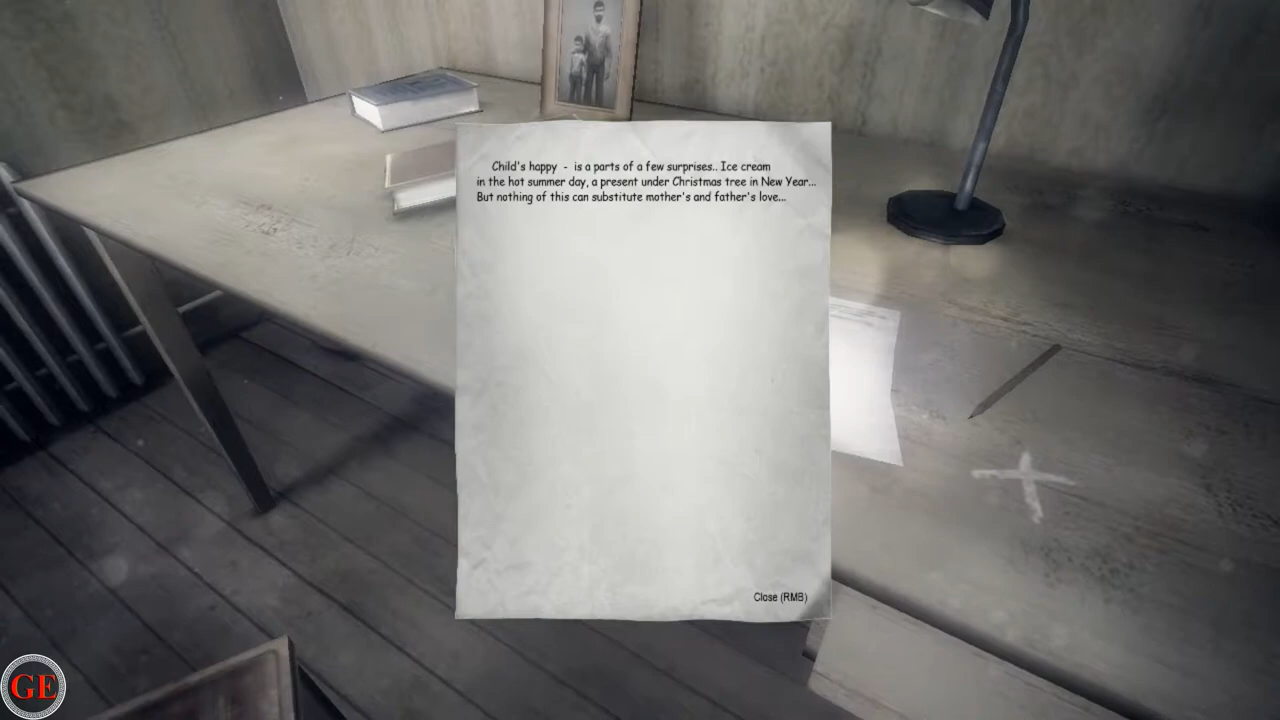 Child's happy - is a parts of a few surprises.. Ice cream
in the hot summer day, a present under Christmas tree in New Year...
But nothing of this can substitute mother's and father's love...
Close (RMB)
GE